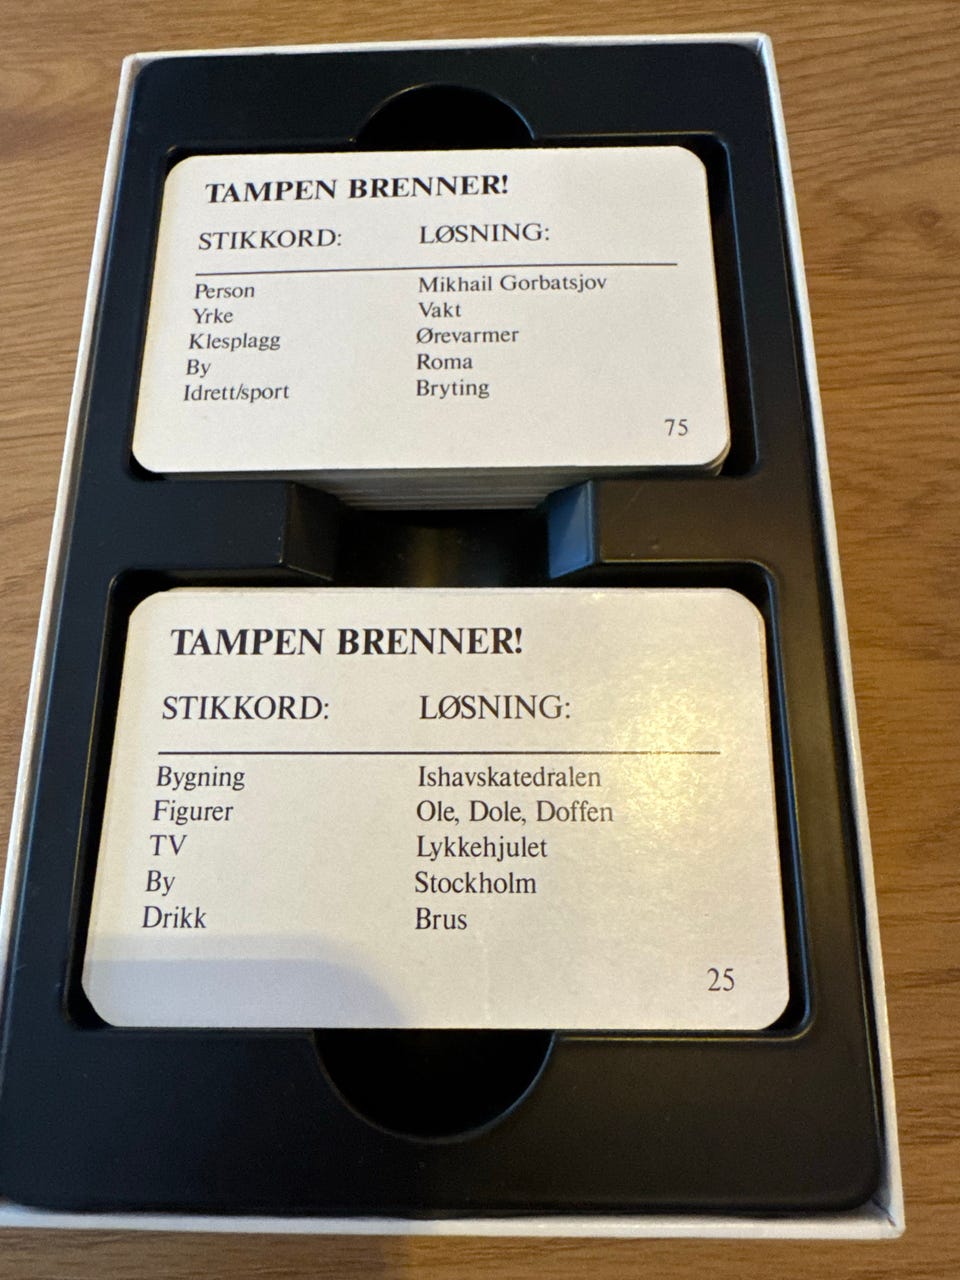 TAMPEN BRENNER!
STIKKORD: LØSNING:
Person Mikhail Gorbatsjov
Yrke Vakt
Klesplagg Ørevarmer
By Roma
Idrett/sport Bryting
75
TAMPEN BRENNER!
STIKKORD: LØSNING:
Bygning Ishavskatedralen
Figurer Ole, Dole, Doffen
TV Lykkehjulet
By Stockholm
Drikk Brus
25